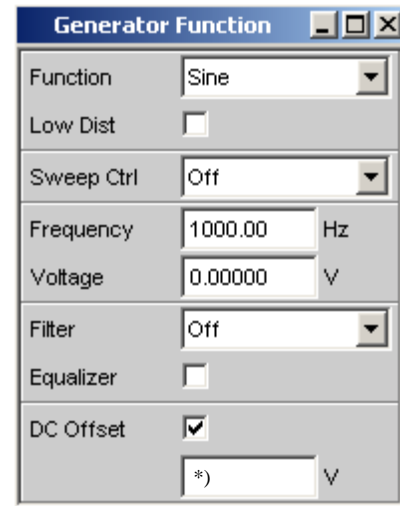 Generator Function
Function Sine
Low Dist
Sweep Ctrl Off
Frequency 1000.00 Hz
Voltage 0.00000 V
Filter Off
Equalizer
DC Offset
*) V